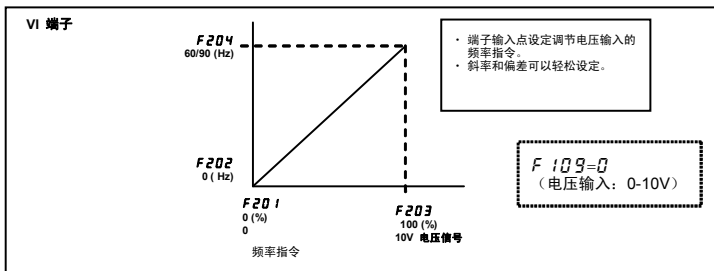 VI 端子
F204
60/90 (Hz)
・ 端子输入点设定调节电压输入的
频率指令。
・ 斜率和偏差可以轻松设定。
F202
0 ( Hz)
F109=0
（电压输入：0-10V）
F201
0 (%)
0
F203
100 (%)
10V 电压信号
频率指令